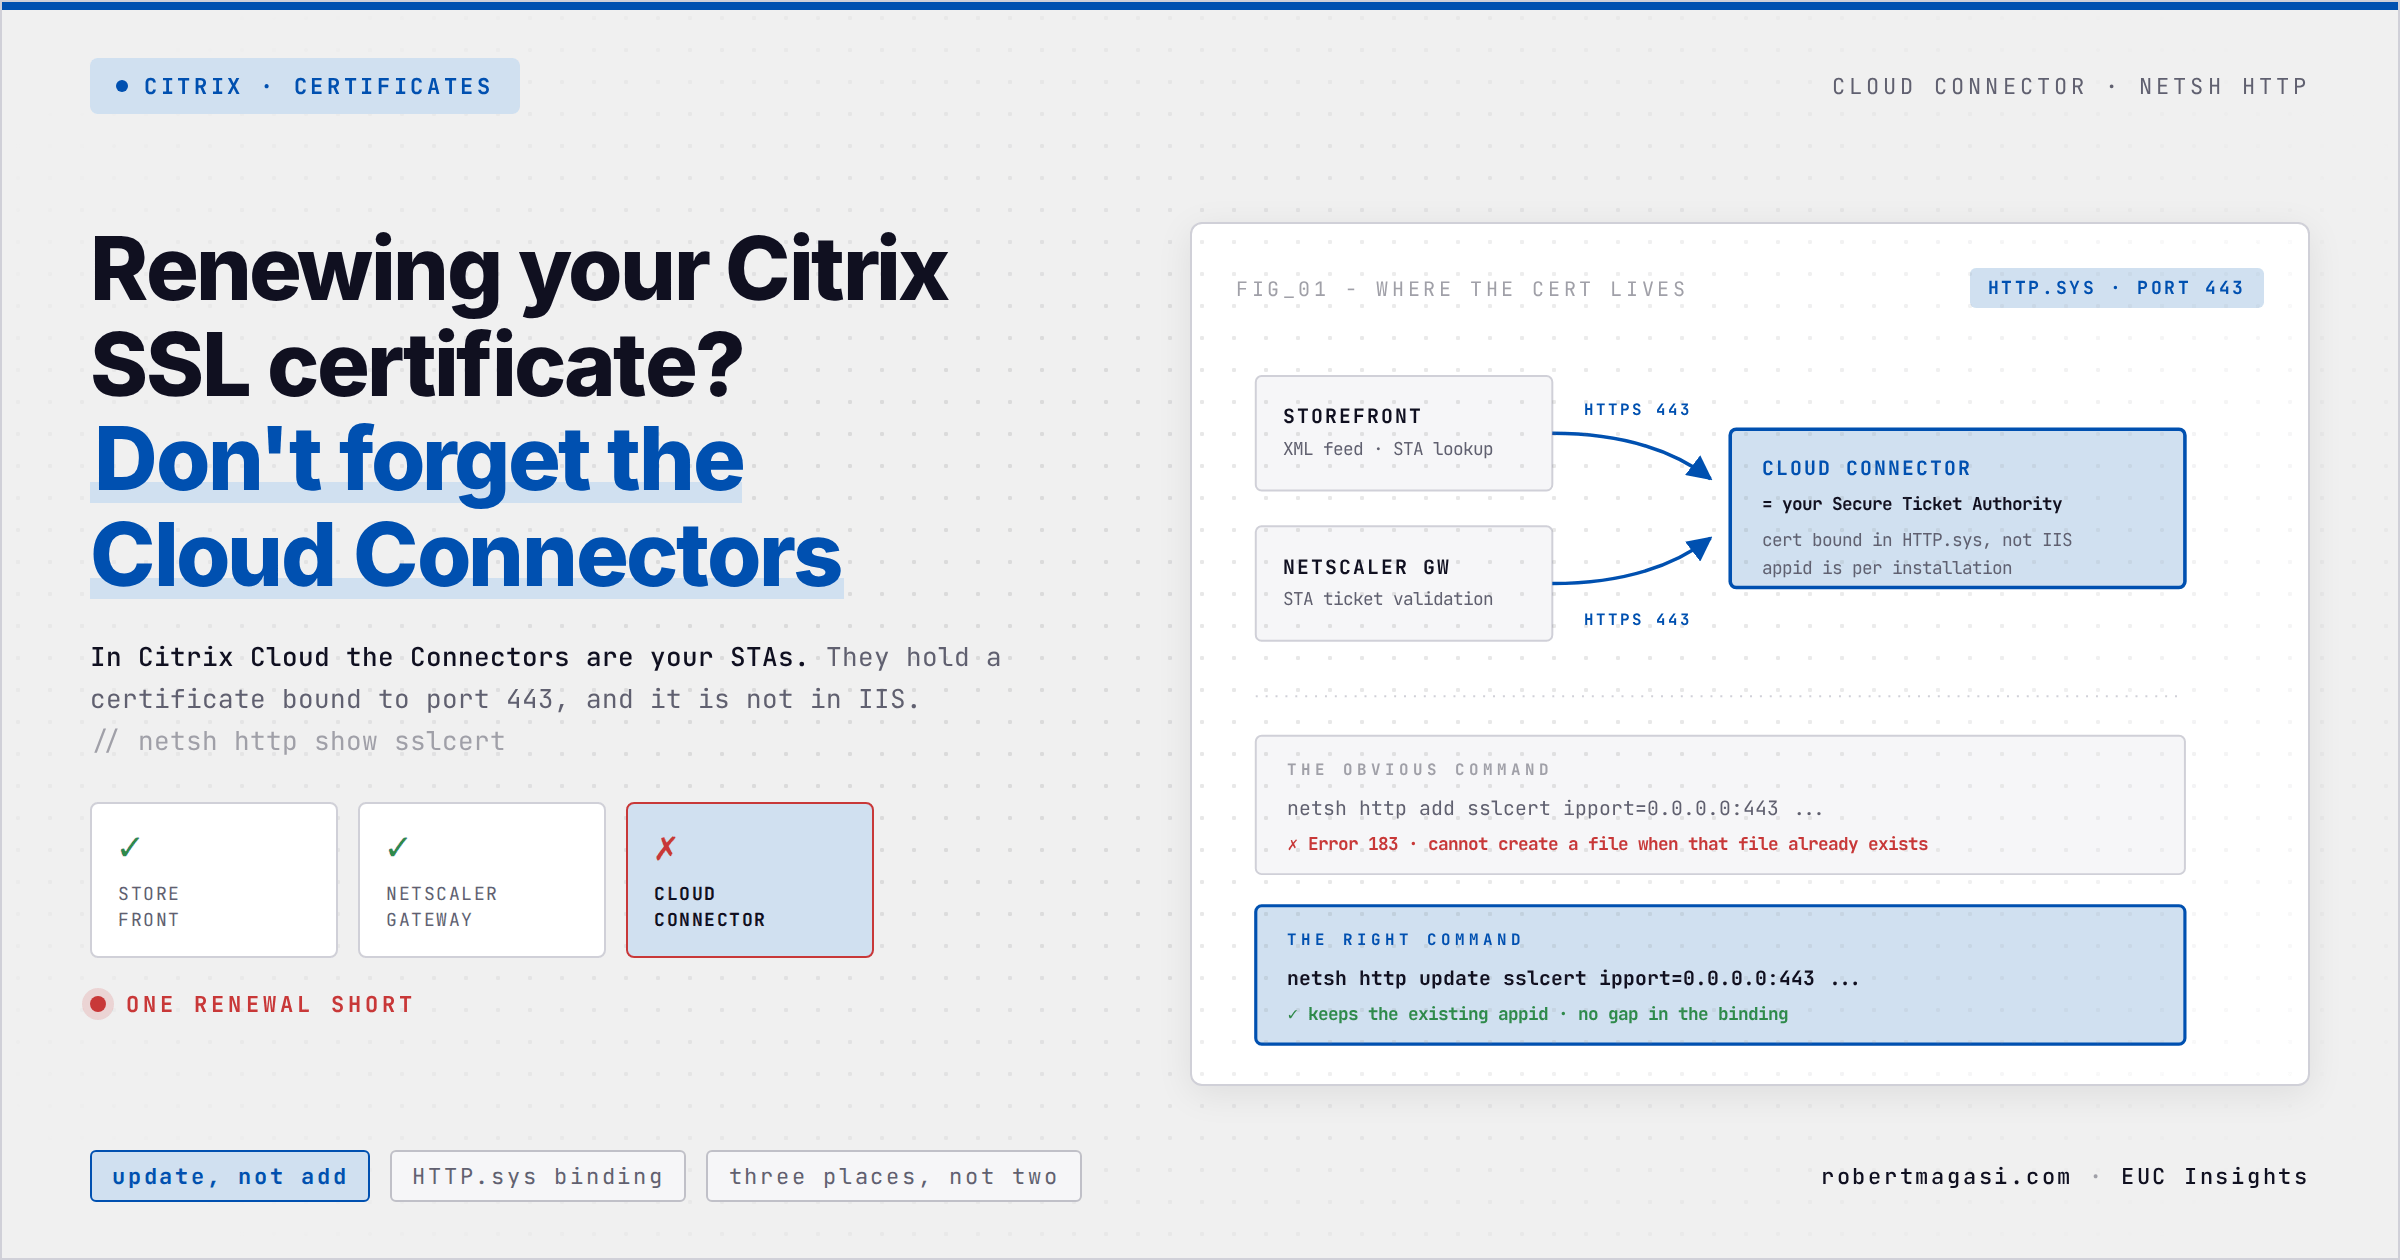 CITRIX · CERTIFICATES
CLOUD CONNECTOR · NETSH HTTP
Renewing your Citrix
SSL certificate?
Don't forget the
Cloud Connectors
In Citrix Cloud the Connectors are your STAs. They hold a
certificate bound to port 443, and it is not in IIS.
// netsh http show sslcert
✓
STORE
FRONT
✓
NETSCALER
GATEWAY
✗
CLOUD
CONNECTOR
ONE RENEWAL SHORT
FIG_01 - WHERE THE CERT LIVES
HTTP.SYS · PORT 443
STOREFRONT
XML feed · STA lookup
HTTPS 443
NETSCALER GW
STA ticket validation
HTTPS 443
CLOUD CONNECTOR
= your Secure Ticket Authority
cert bound in HTTP.sys, not IIS
appid is per installation
THE OBVIOUS COMMAND
netsh http add sslcert ipport=0.0.0.0:443 ...
✗ Error 183 · cannot create a file when that file already exists
THE RIGHT COMMAND
netsh http update sslcert ipport=0.0.0.0:443 ...
✓ keeps the existing appid · no gap in the binding
update, not add
HTTP.sys binding
three places, not two
robertmagasi.com · EUC Insights